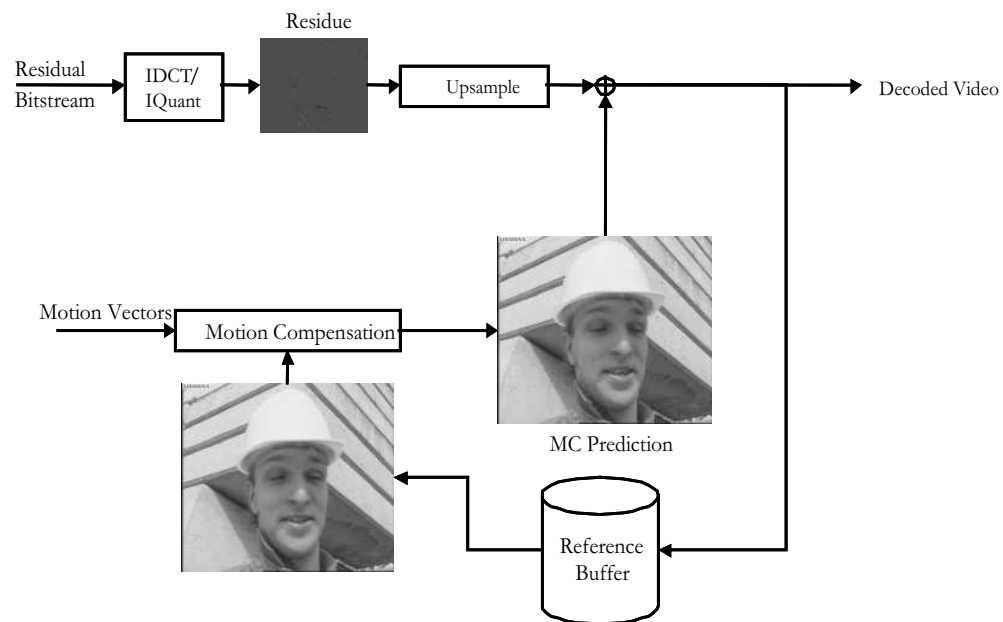 Residue
Residual
Bitstream
IDCT/
IQuant
Upsample
Decoded Video
Motion Vectors
Motion Compensation
MC Prediction
Reference
Buffer